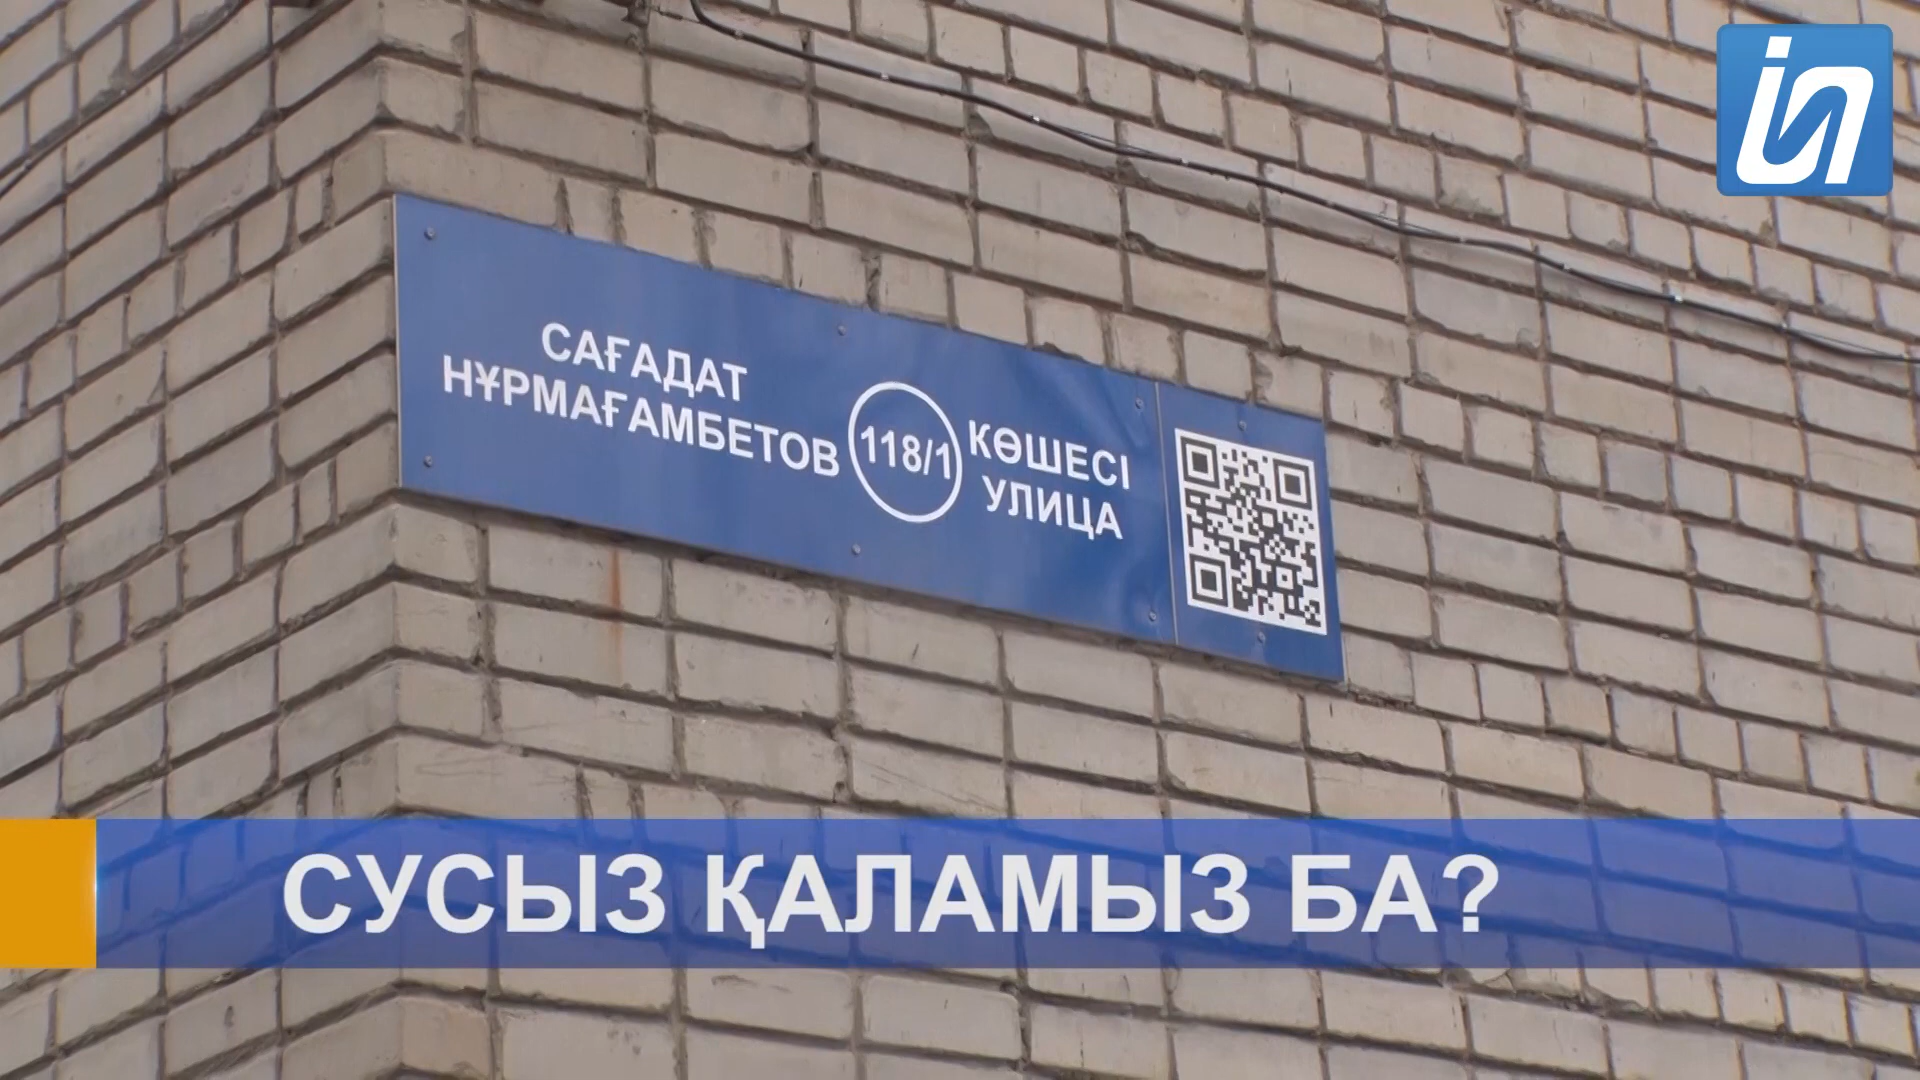 САҒАДАТ
НҰРМАҒАМБЕТОВ
118/1
КӨШЕСІ
УЛИЦА
СУСЫЗ ҚАЛАМЫЗ БА?